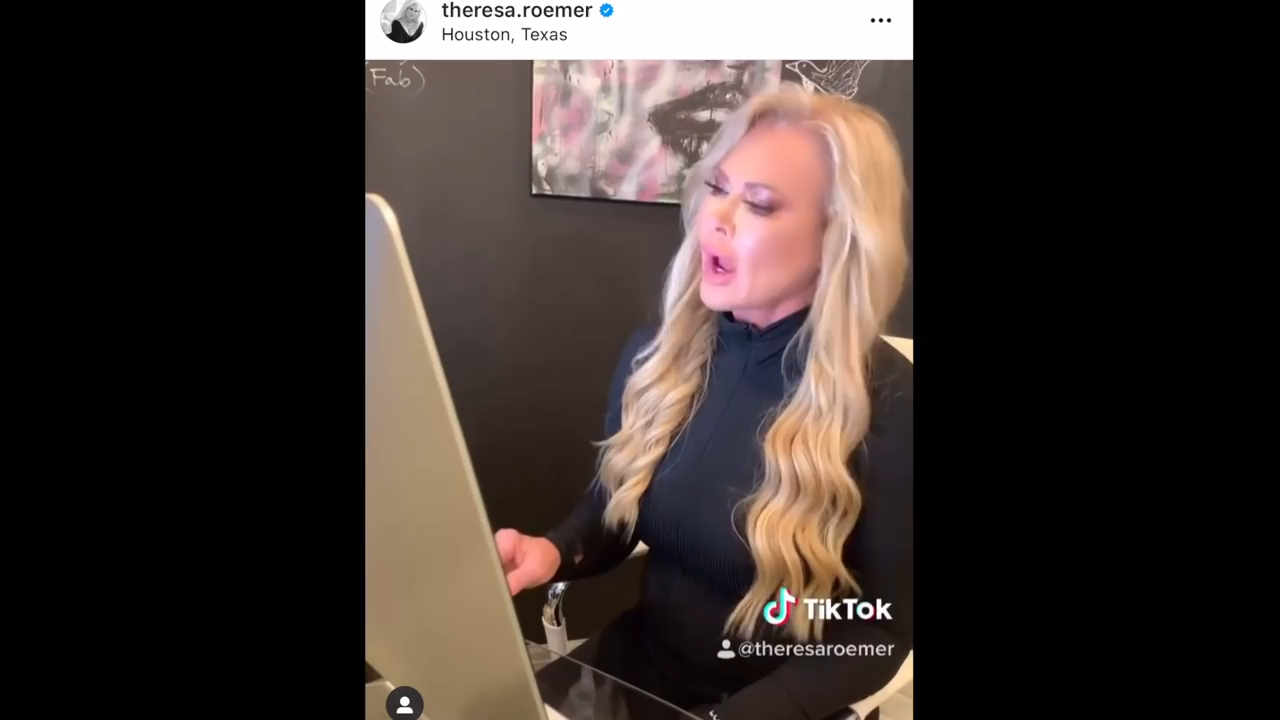 theresa.roemer
Houston, Texas
(Fab)
TikTok
@theresaroemer